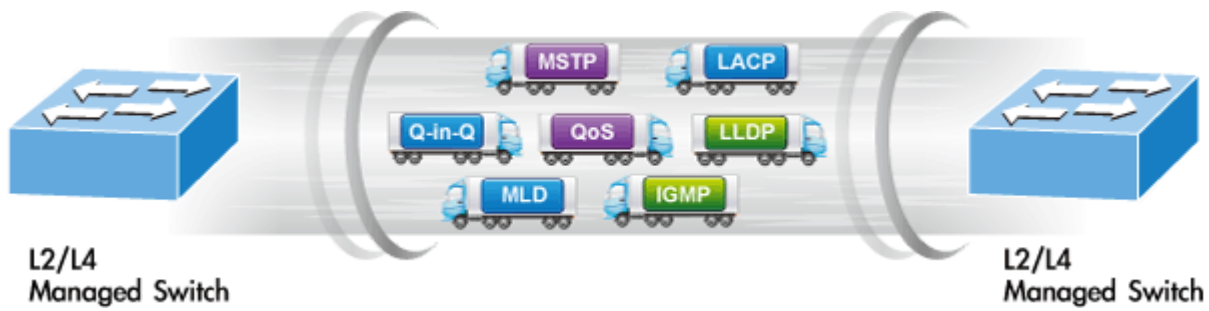 MSTP
LACP
Q-in-Q
QoS
LLDP
MLD
IGMP
L2/L4
Managed Switch
L2/L4
Managed Switch